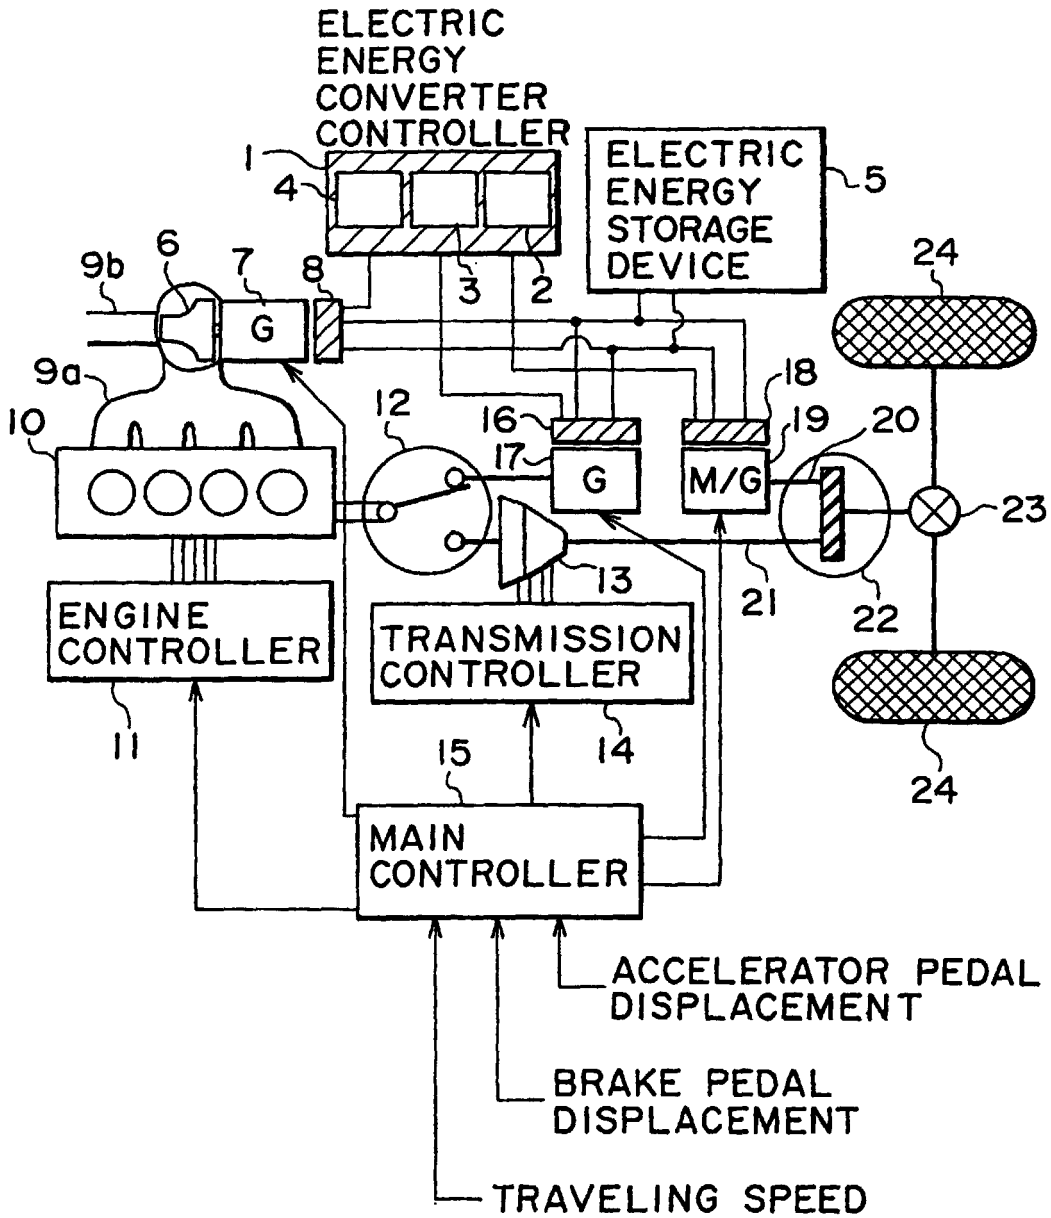 ELECTRIC
ENERGY
CONVERTER
CONTROLLER
1
4
3
2
ELECTRIC
ENERGY
STORAGE
DEVICE
5
9b
6
7
8
G
24
9a
10
12
16
17
G
18
19
M/G
20
23
13
21
22
ENGINE
CONTROLLER
11
TRANSMISSION
CONTROLLER
14
24
15
MAIN
CONTROLLER
ACCELERATOR PEDAL
DISPLACEMENT
BRAKE PEDAL
DISPLACEMENT
TRAVELING SPEED